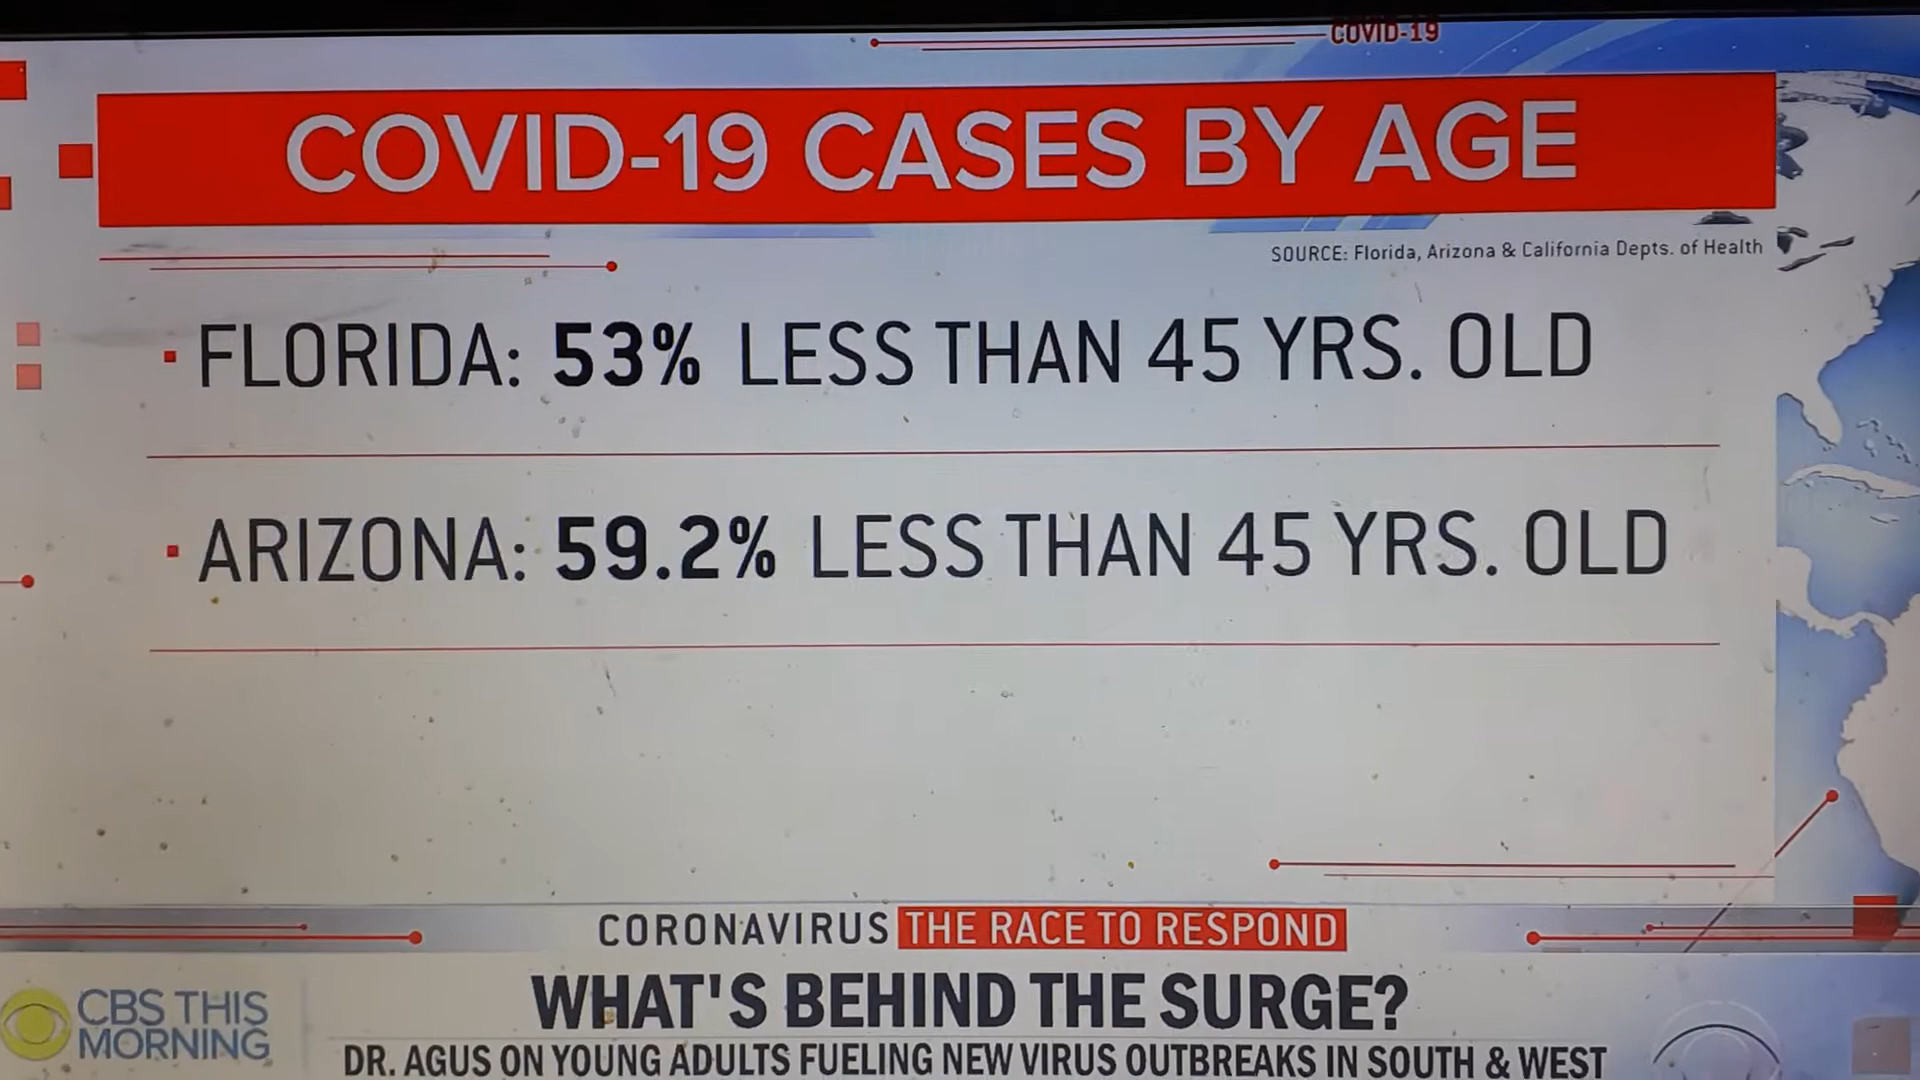 COVID-19
COVID-19 CASES BY AGE
SOURCE: Florida, Arizona & California Depts. of Health
FLORIDA: 53% LESS THAN 45 YRS. OLD
ARIZONA: 59.2% LESS THAN 45 YRS. OLD
CORONAVIRUS THE RACE TO RESPOND
WHAT'S BEHIND THE SURGE?
CBS THIS
MORNING
DR. AGUS ON YOUNG ADULTS FUELING NEW VIRUS OUTBREAKS IN SOUTH & WEST